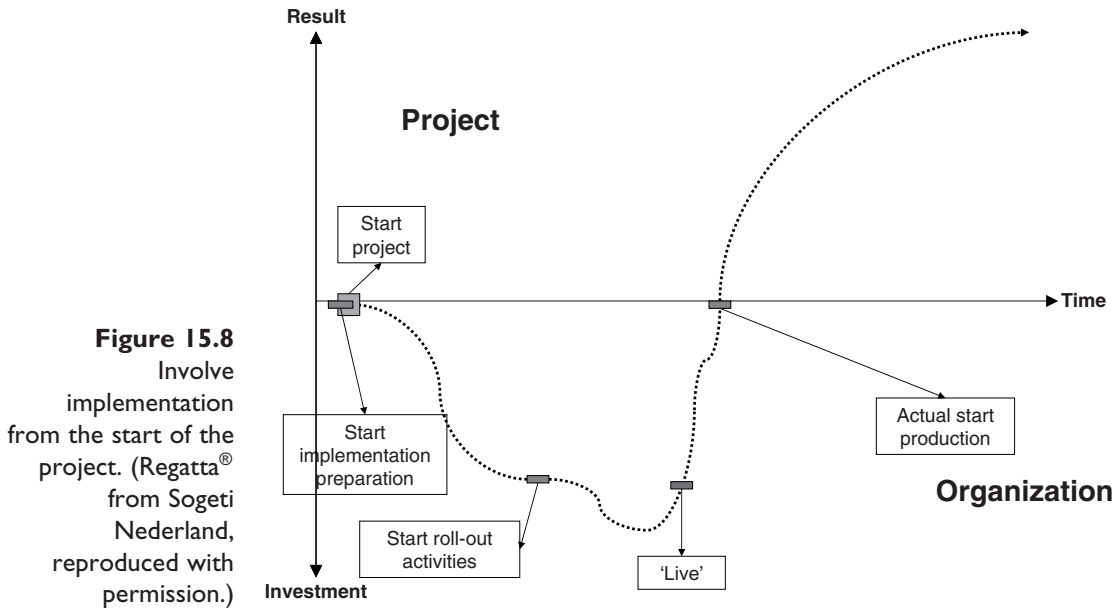 Result
Project
Start
project
Time
Figure 15.8
Involve
implementation
from the start of the
project. (Regatta®
from Sogeti
Nederland,
reproduced with
permission.)
Start
implementation
preparation
Actual start
production
Organization
Start roll-out
activities
'Live'
Investment